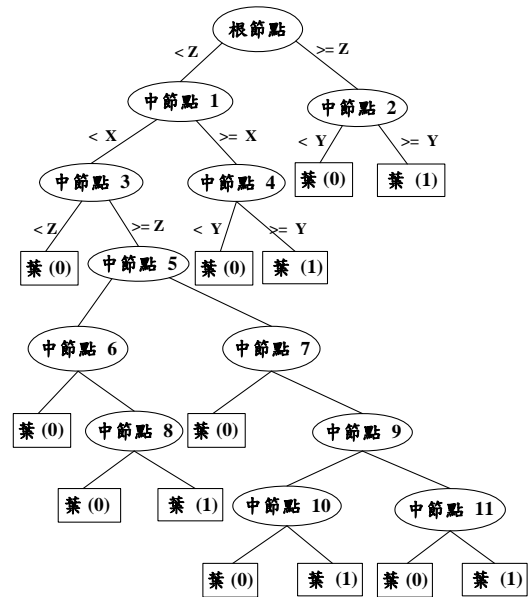 根節點
< Z
>= Z
中節點 1
中節點 2
< X
>= X
< Y
>= Y
中節點 3
中節點 4
葉 (0)
葉 (1)
< Z
>= Z
< Y
>= Y
葉 (0)
中節點 5
葉 (0)
葉 (1)
中節點 6
中節點 7
葉 (0)
中節點 8
葉 (0)
中節點 9
葉 (0)
葉 (1)
中節點 10
中節點 11
葉 (0)
葉 (1)
葉 (0)
葉 (1)